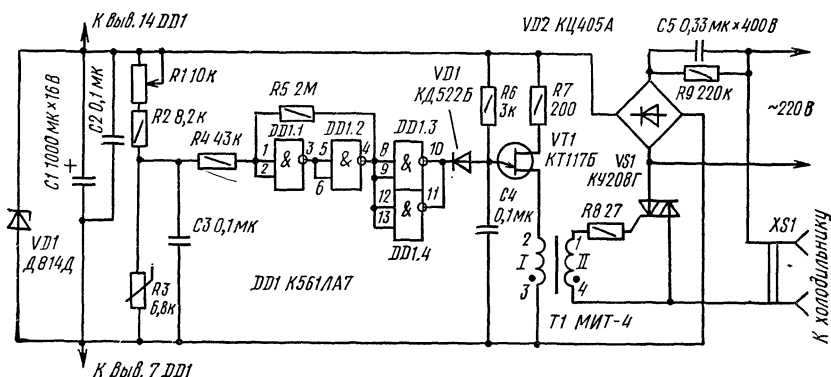 К выв. 14 DD1
VD2 КЦ405А
C5 0,33 мк × 400 В
C1 1000 мк × 16 В
+
C2 0,1 мк
R1 10 к
R2 8,2 к
R4 43 к
R5 2М
DD1.1
DD1.2
DD1.3
VD1
КД522Б
R6
3к
R7
200
R9 220к
~220 В
1
2
&
3
5
6
&
4
8
9
&
10
12
13
&
11
DD1.4
VT1
КТ117Б
VS1
КУ208Г
C3 0,1 мк
C4
0,1 мк
R8 27
XS1
VD1
Д814Д
R3
6,8к
DD1 К561ЛА7
2
I
3
1
II
4
T1 МИТ-4
К холодильнику
К выв. 7 DD1